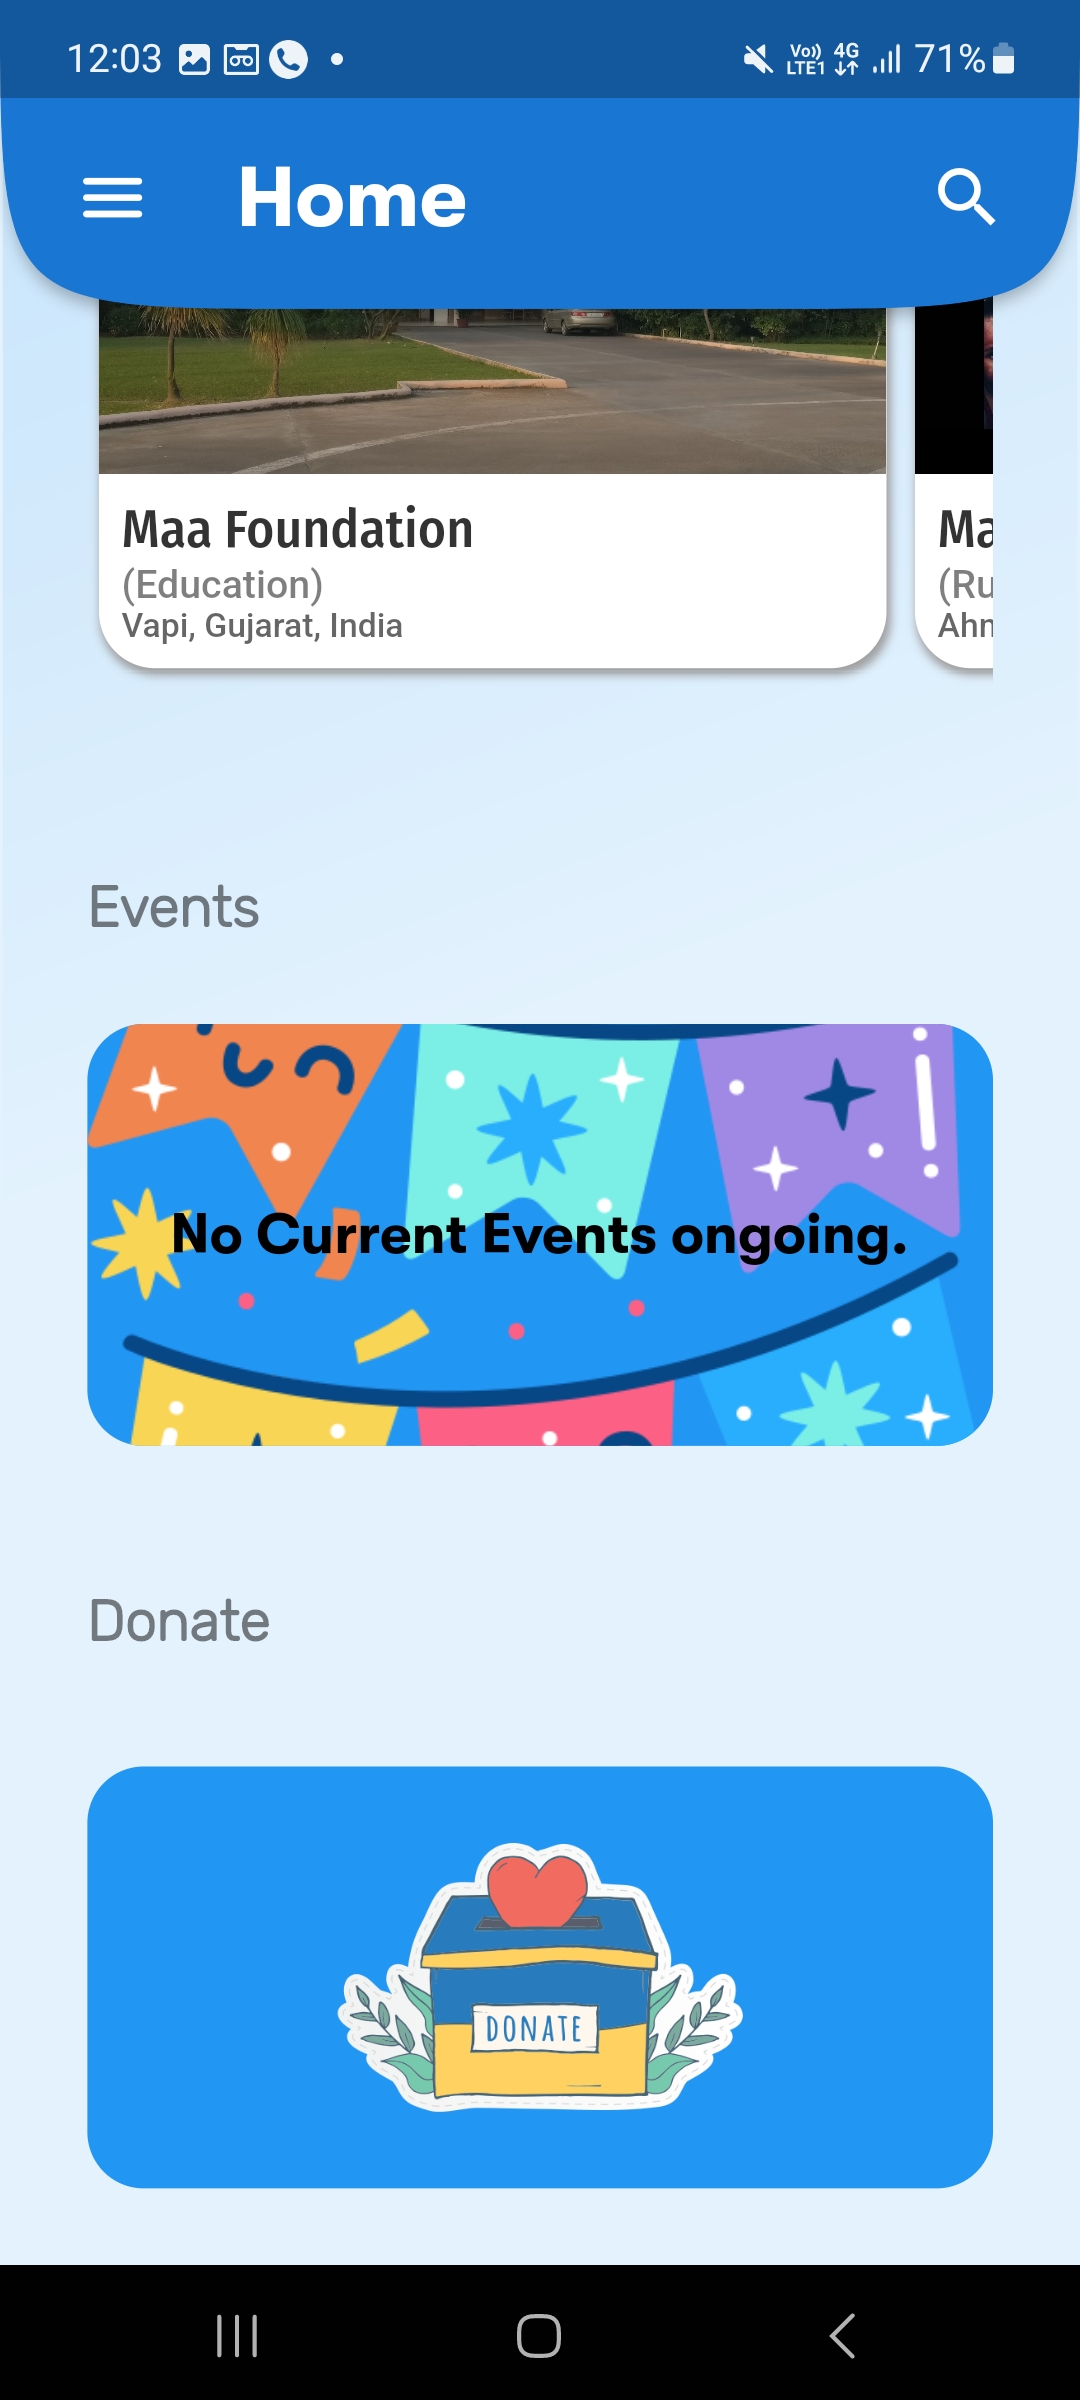 12:03 Vo)) LTE1 4G 71%
Home
Maa Foundation
(Education)
Vapi, Gujarat, India
Ma
(Ru
Events
No Current Events ongoing.
Donate
DONATE